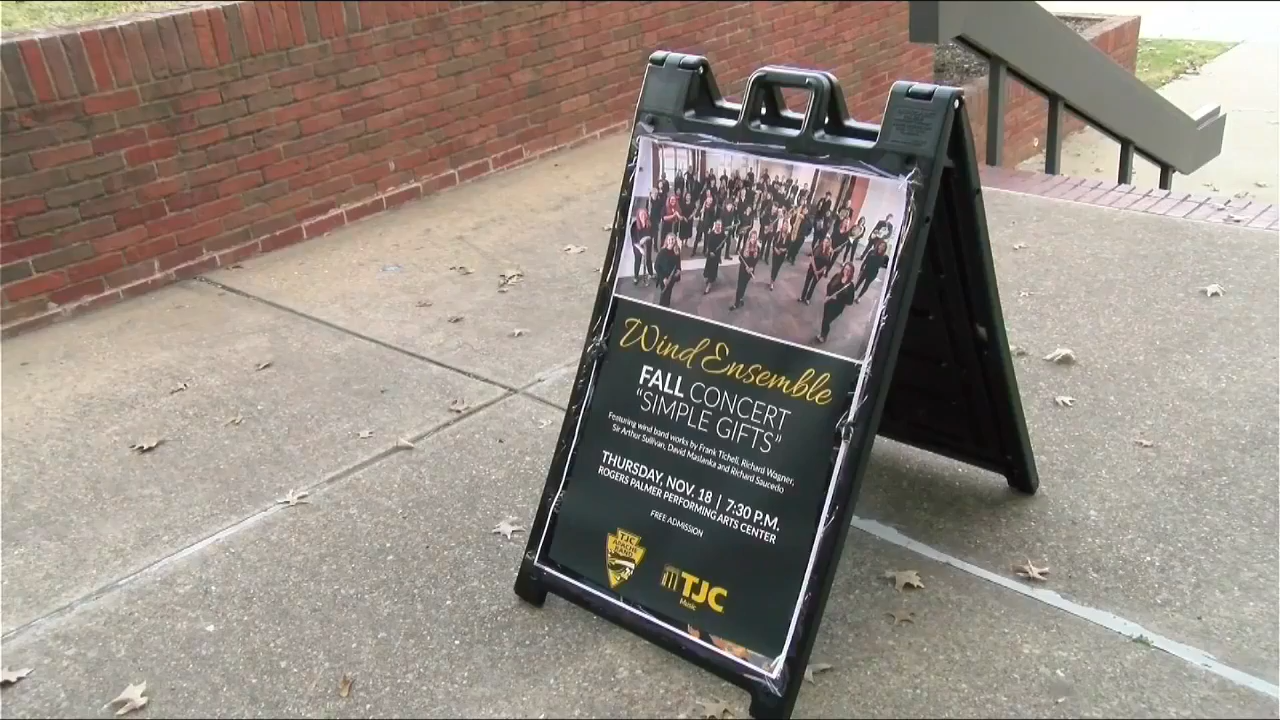 Wind Ensemble
FALL CONCERT
“SIMPLE GIFTS”
Featuring wind band works by Frank Ticheli, Richard Wagner,
Sir Arthur Sullivan, David Maslanka and Richard Saucedo
THURSDAY, NOV. 18 | 7:30 P.M.
ROGERS PALMER PERFORMING ARTS CENTER
FREE ADMISSION
TJC
APACHE
BAND
TJC
Music